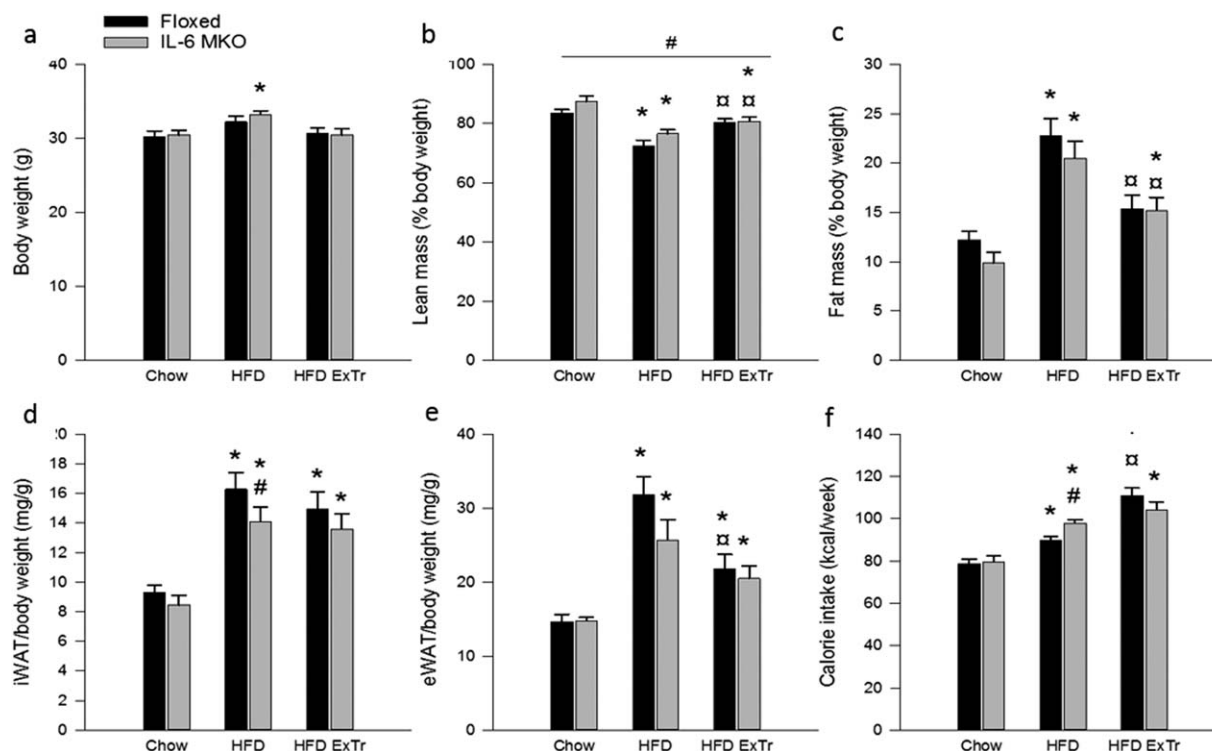 Floxed
IL-6 MKO
a
Body weight (g)
40
30
20
10
0
*
Chow HFD HFD ExTr
b
Lean mass (% body weight)
100
80
60
40
20
0
#
* * ¤ * ¤
Chow HFD HFD ExTr
c
Fat mass (% body weight)
30
25
20
15
10
5
0
* * ¤ * ¤
Chow HFD HFD ExTr
d
iWAT/body weight (mg/g)
18
16
14
12
10
8
6
4
2
0
* * # * *
Chow HFD HFD ExTr
e
eWAT/body weight (mg/g)
40
30
20
10
0
* * * ¤ *
Chow HFD HFD ExTr
f
Calorie intake (kcal/week)
140
120
100
80
60
40
20
0
* * # ¤ *
Chow HFD HFD ExTr